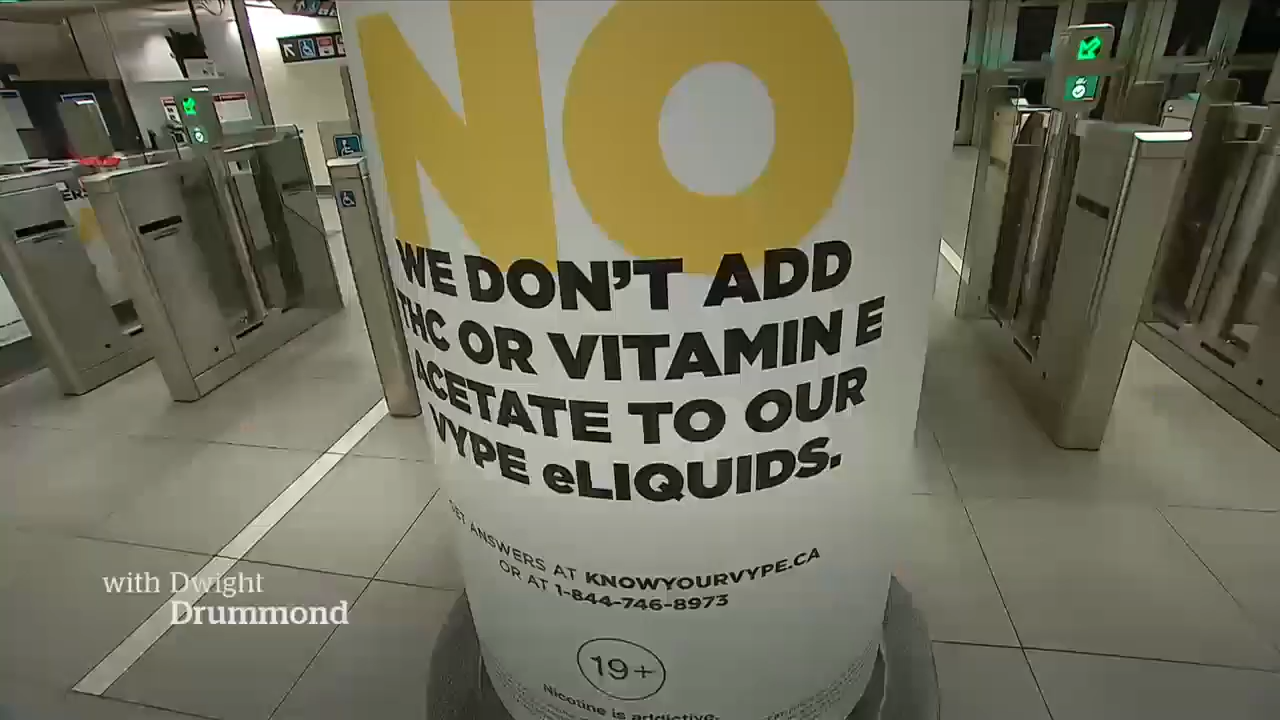 NO
WE DON'T ADD
THC OR VITAMIN E
ACETATE TO OUR
VYPE eLIQUIDS.
GET ANSWERS AT KNOWYOURVYPE.CA
OR AT 1-844-746-8973
19+
Nicotine is addictive.
with Dwight
Drummond